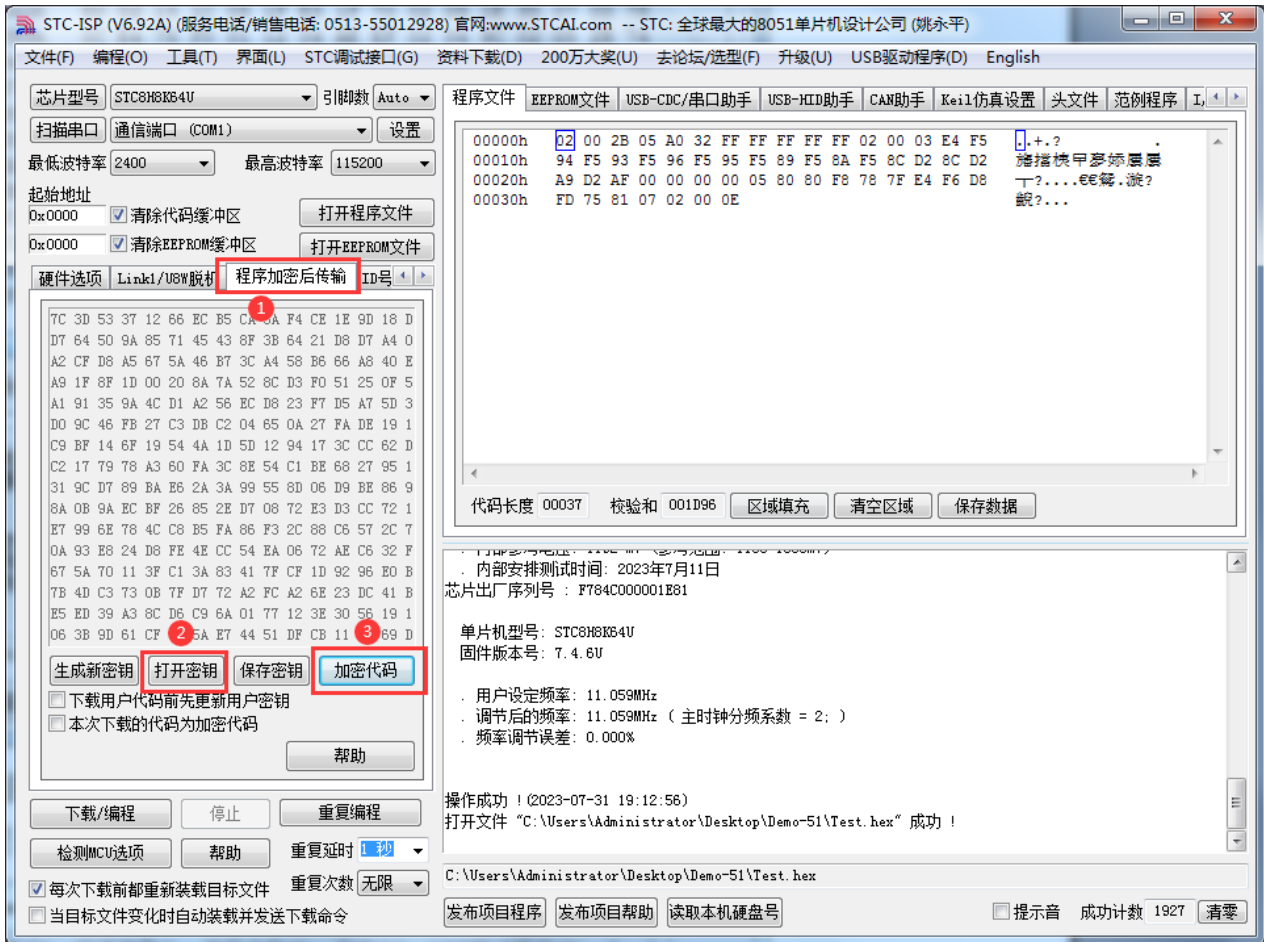 STC-ISP (V6.92A) (服务电话/销售电话: 0513-55012928) 官网:www.STCAI.com -- STC: 全球最大的8051单片机设计公司 (姚永平)
文件(F) 编程(O) 工具(T) 界面(L) STC调试接口(G) 资料下载(D) 200万大奖(U) 去论坛/选型(F) 升级(U) USB驱动程序(D) English
芯片型号 STC8H8K64U 引脚数 Auto
扫描串口 通信端口 (COM1) 设置
最低波特率 2400 最高波特率 115200
起始地址
0x0000 清除代码缓冲区 打开程序文件
0x0000 清除EEPROM缓冲区 打开EEPROM文件
硬件选项 Link1/U8W脱机 程序加密后传输 ID号
1
7C 3D 53 37 12 66 EC B5 CA 8A F4 CE 1E 9D 18 D
D7 64 50 9A 85 71 45 43 8F 3B 64 21 D8 D7 A4 0
A2 CF D8 A5 67 5A 46 B7 3C A4 58 B6 66 A8 40 E
A9 1F 8F 1D 00 20 8A 7A 52 8C D3 F0 51 25 0F 5
A1 91 35 9A 4C D1 A2 56 EC D8 23 F7 D5 A7 5D 3
D0 9C 46 FB 27 C3 DB C2 04 65 0A 27 FA DE 19 1
C9 BF 14 6F 19 54 4A 1D 5D 12 94 17 3C CC 62 D
C2 17 79 78 A3 60 FA 3C 8E 54 C1 BE 68 27 95 1
31 9C D7 89 BA E6 2A 3A 99 55 8D 06 D9 BE 86 9
8A 0B 9A EC BF 26 85 2E D7 08 72 E3 D3 CC 72 1
E7 99 6E 78 4C C8 B5 FA 86 F3 2C 88 C6 57 2C 7
0A 93 E8 24 D8 FE 4E CC 54 EA 06 72 AE C6 32 F
67 5A 70 11 3F C1 3A 83 41 7F CF 1D 92 96 E0 B
7B 4D C3 73 0B 7F D7 72 A2 FC A2 6E 23 DC 41 B
E5 ED 39 A3 8C D6 C9 6A 01 77 12 3E 30 56 19 1
06 3B 9D 61 CF 5A E7 44 51 DF CB 11 69 D
2 3
生成新密钥 打开密钥 保存密钥 加密代码
下载用户代码前先更新用户密钥
本次下载的代码为加密代码
帮助
下载/编程 停止 重复编程
检测MCU选项 帮助 重复延时 1 秒
每次下载前都重新装载目标文件 重复次数 无限
当目标文件变化时自动装载并发送下载命令
程序文件 EEPROM文件 USB-CDC/串口助手 USB-HID助手 CAN助手 Keil仿真设置 头文件 范例程序 I,
00000h 02 00 2B 05 A0 32 FF FF FF FF FF 02 00 03 E4 F5 ..+.? .
00010h 94 F5 93 F5 96 F5 95 F5 89 F5 8A F5 8C D2 8C D2
00020h A9 D2 AF 00 00 00 00 05 80 80 F8 78 7F E4 F6 D8
00030h FD 75 81 07 02 00 0E
代码长度 00037 校验和 001D96 区域填充 清空区域 保存数据
. 内部安排测试时间: 2023年7月11日
芯片出厂序列号 : F784C000001E81
单片机型号: STC8H8K64U
固件版本号: 7.4.6U
. 用户设定频率: 11.059MHz
. 调节后的频率: 11.059MHz ( 主时钟分频系数 = 2; )
. 频率调节误差: 0.000%
操作成功 !(2023-07-31 19:12:56)
打开文件 "C:\Users\Administrator\Desktop\Demo-51\Test.hex" 成功 !
C:\Users\Administrator\Desktop\Demo-51\Test.hex
发布项目程序 发布项目帮助 读取本机硬盘号 提示音 成功计数 1927 清零